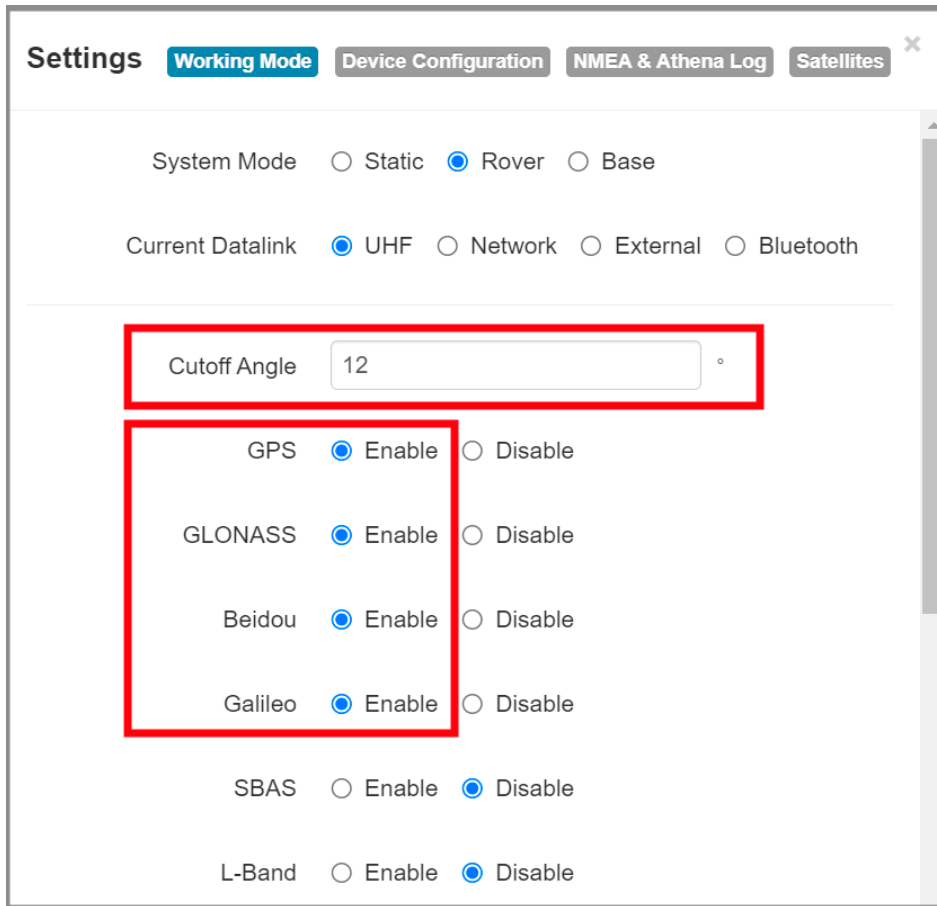 Settings Working Mode Device Configuration NMEA & Athena Log Satellites ×
System Mode Static Rover Base
Current Datalink UHF Network External Bluetooth
Cutoff Angle 12 °
GPS Enable Disable
GLONASS Enable Disable
Beidou Enable Disable
Galileo Enable Disable
SBAS Enable Disable
L-Band Enable Disable